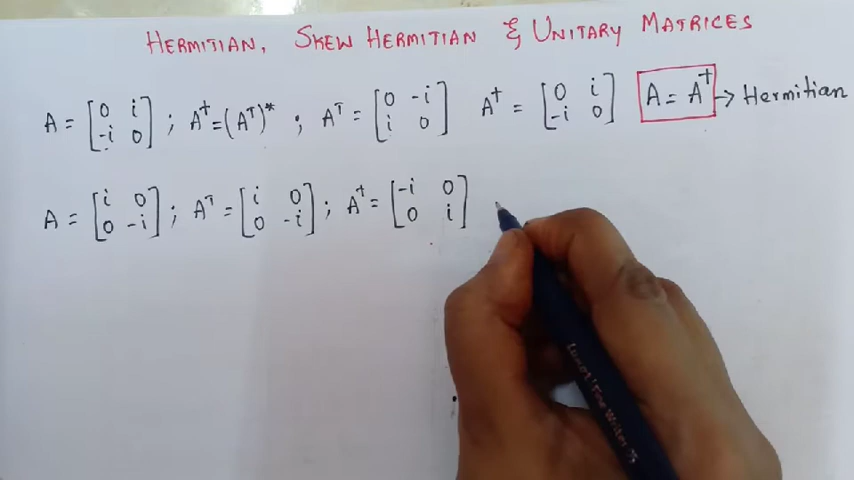 HERMITIAN, SKEW HERMITIAN & UNITARY MATRICES
A = [0 i; -i 0] ; A† = (Aᵀ)* ; Aᵀ = [0 -i; i 0] A† = [0 i; -i 0] A = A† → Hermitian
A = [i 0; 0 -i] ; Aᵀ = [i 0; 0 -i] ; A† = [-i 0; 0 i]